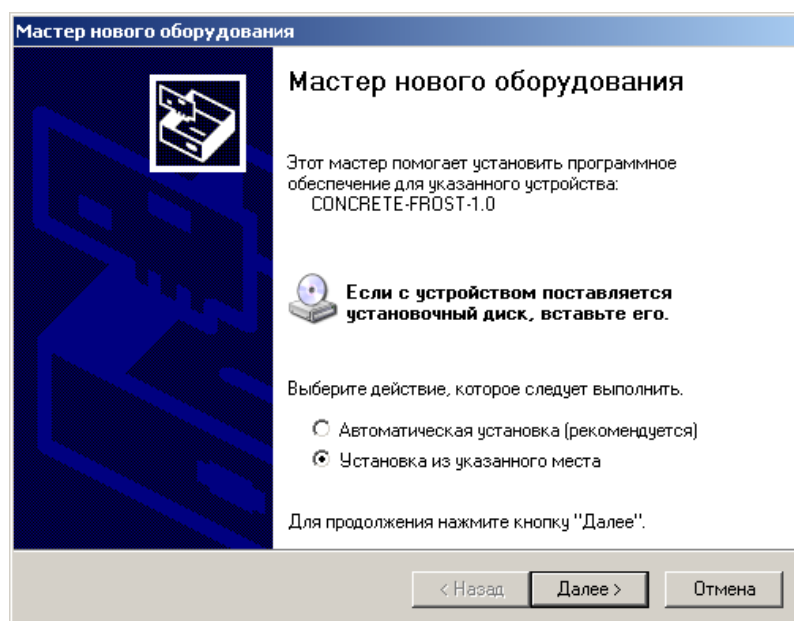 Мастер нового оборудования
Мастер нового оборудования
Этот мастер помогает установить программное
обеспечение для указанного устройства:
CONCRETE-FROST-1.0
Если с устройством поставляется
установочный диск, вставьте его.
Выберите действие, которое следует выполнить.
Автоматическая установка (рекомендуется)
Установка из указанного места
Для продолжения нажмите кнопку "Далее".
< Назад Далее > Отмена